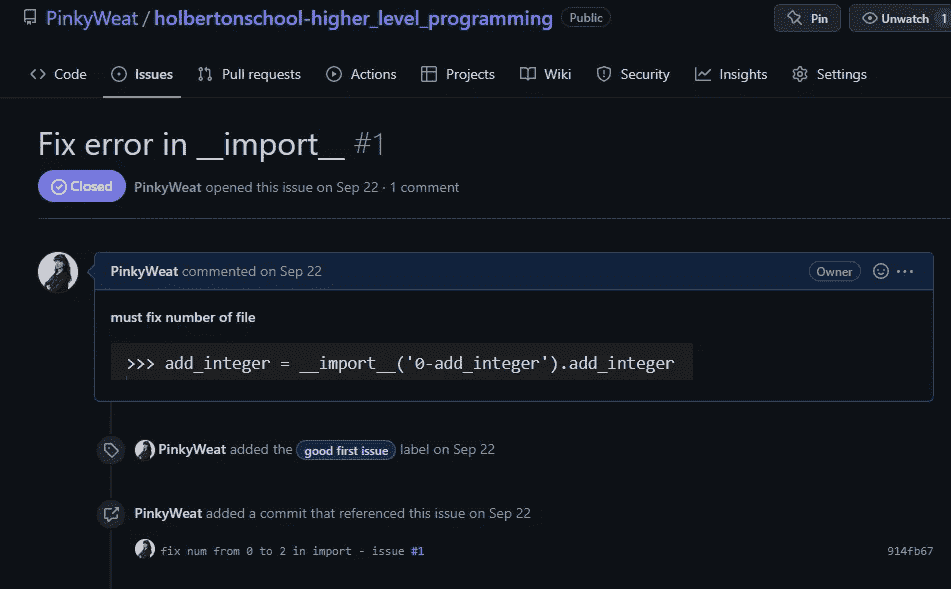 PinkyWeat / holbertonschool-higher_level_programming Public Pin Unwatch 1
Code Issues Pull requests Actions Projects Wiki Security Insights Settings
Fix error in __import__ #1
Closed PinkyWeat opened this issue on Sep 22 · 1 comment
PinkyWeat commented on Sep 22 Owner ...
must fix number of file
>>> add_integer = __import__('0-add_integer').add_integer
PinkyWeat added the good first issue label on Sep 22
PinkyWeat added a commit that referenced this issue on Sep 22
fix num from 0 to 2 in import - issue #1 914fb67